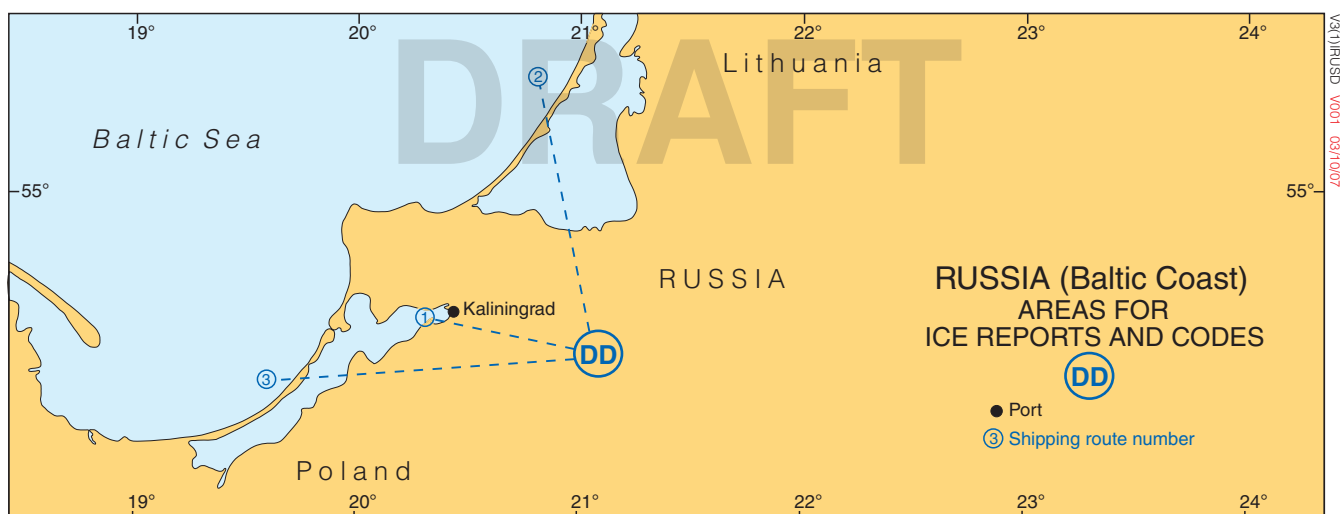 19° 20° 21° 22° 23° 24°
V3(1)IRUSD V001 03/10/07
DRAFT
Lithuania
2
Baltic Sea
55° 55°
RUSSIA
RUSSIA (Baltic Coast)
AREAS FOR
ICE REPORTS AND CODES
Kaliningrad
1
DD
DD
3
Port
3 Shipping route number
Poland
19° 20° 21° 22° 23° 24°